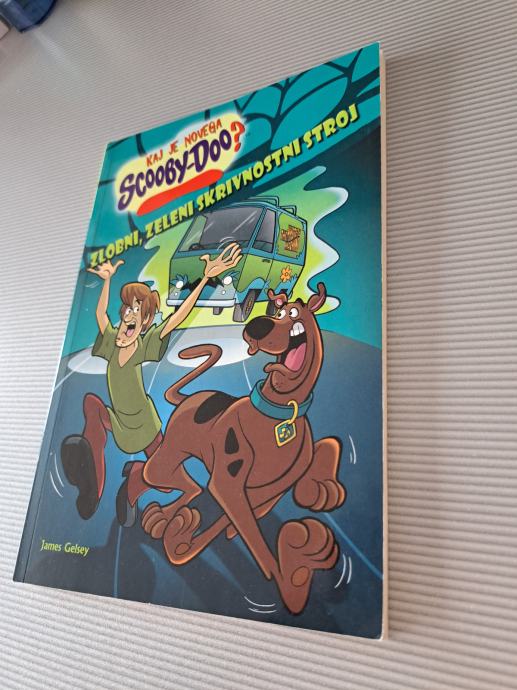 KAJ JE NOVEGA
SCOOBY-DOO?
ZLOBNI, ZELENI SKRIVNOSTNI STROJ
James Gelsey